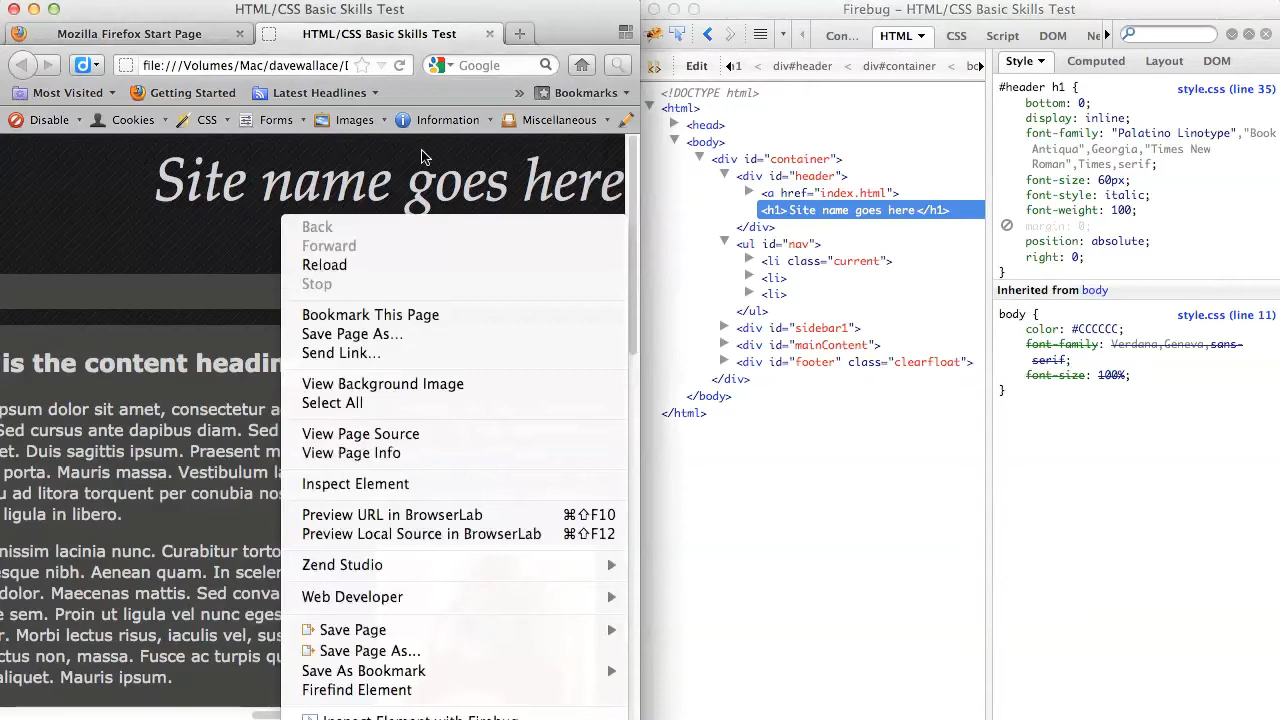 HTML/CSS Basic Skills Test
Mozilla Firefox Start Page
HTML/CSS Basic Skills Test
file:///Volumes/Mac/davewallace/D
Google
Most Visited
Getting Started
Latest Headlines
»
Bookmarks
Disable
Cookies
CSS
Forms
Images
Information
Miscellaneous
Site name goes here
is the content heading
psum dolor sit amet, consectetur a
Sed cursus ante dapibus diam. Sed
et. Duis sagittis ipsum. Praesent m
porta. Mauris massa. Vestibulum la
u ad litora torquent per conubia nos
ligula in libero.
nissim lacinia nunc. Curabitur torto
esque nibh. Aenean quam. In sceler
dolor. Maecenas mattis. Sed conva
e sem. Proin ut ligula vel nunc eges
. Morbi lectus risus, iaculis vel, sus
ctus non, massa. Fusce ac turpis qu
aliquet. Mauris ipsum.
Back
Forward
Reload
Stop
Bookmark This Page
Save Page As...
Send Link...
View Background Image
Select All
View Page Source
View Page Info
Inspect Element
Preview URL in BrowserLab ⌘⇧F10
Preview Local Source in BrowserLab ⌘⇧F12
Zend Studio
Web Developer
Save Page
Save Page As...
Save As Bookmark
Firefind Element
Inspect Element with Firebug
Firebug – HTML/CSS Basic Skills Test
Con...
HTML
CSS
Script
DOM
Ne
Edit
h1 < div#header < div#container < bo
<!DOCTYPE html>
<html>
<head>
<body>
<div id="container">
<div id="header">
<a href="index.html">
<h1>Site name goes here</h1>
</div>
<ul id="nav">
<li class="current">
<li>
<li>
</ul>
<div id="sidebar1">
<div id="mainContent">
<div id="footer" class="clearfloat">
</div>
</body>
</html>
Style
Computed
Layout
DOM
#header h1 { style.css (line 35)
bottom: 0;
display: inline;
font-family: "Palatino Linotype","Book
Antiqua",Georgia,"Times New
Roman",Times,serif;
font-size: 60px;
font-style: italic;
font-weight: 100;
margin: 0;
position: absolute;
right: 0;
}
Inherited from body
body { style.css (line 11)
color: #CCCCCC;
font-family: Verdana,Geneva,sans-
serif;
font-size: 100%;
}